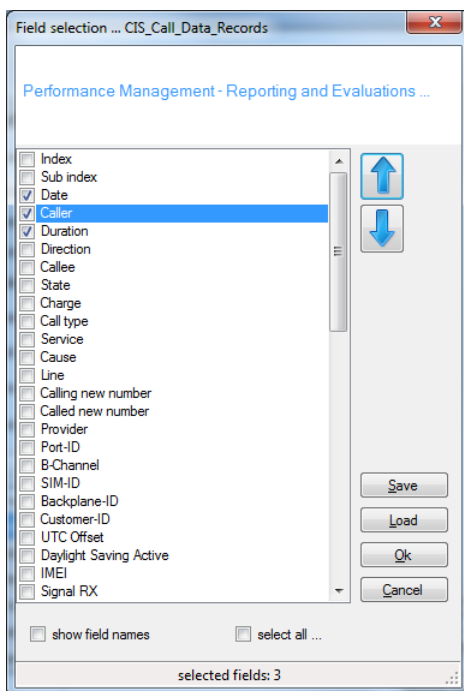 Field selection ... CIS_Call_Data_Records
Performance Management - Reporting and Evaluations ...
Index
Sub index
Date
Caller
Duration
Direction
Callee
State
Charge
Call type
Service
Cause
Line
Calling new number
Called new number
Provider
Port-ID
B-Channel
SIM-ID
Backplane-ID
Customer-ID
UTC Offset
Daylight Saving Active
IMEI
Signal RX
Save
Load
Ok
Cancel
show field names
select all ...
selected fields: 3